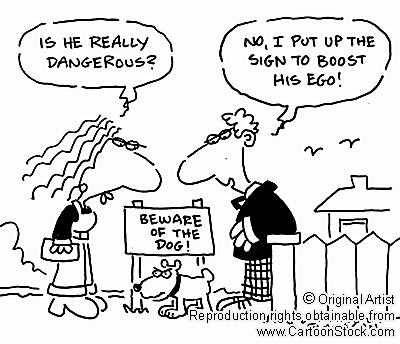 IS HE REALLY
DANGEROUS?
NO, I PUT UP THE
SIGN TO BOOST
HIS EGO!
BEWARE
OF THE
DOG!
© Original Artist
Reproduction rights obtainable from
www.CartoonStock.com